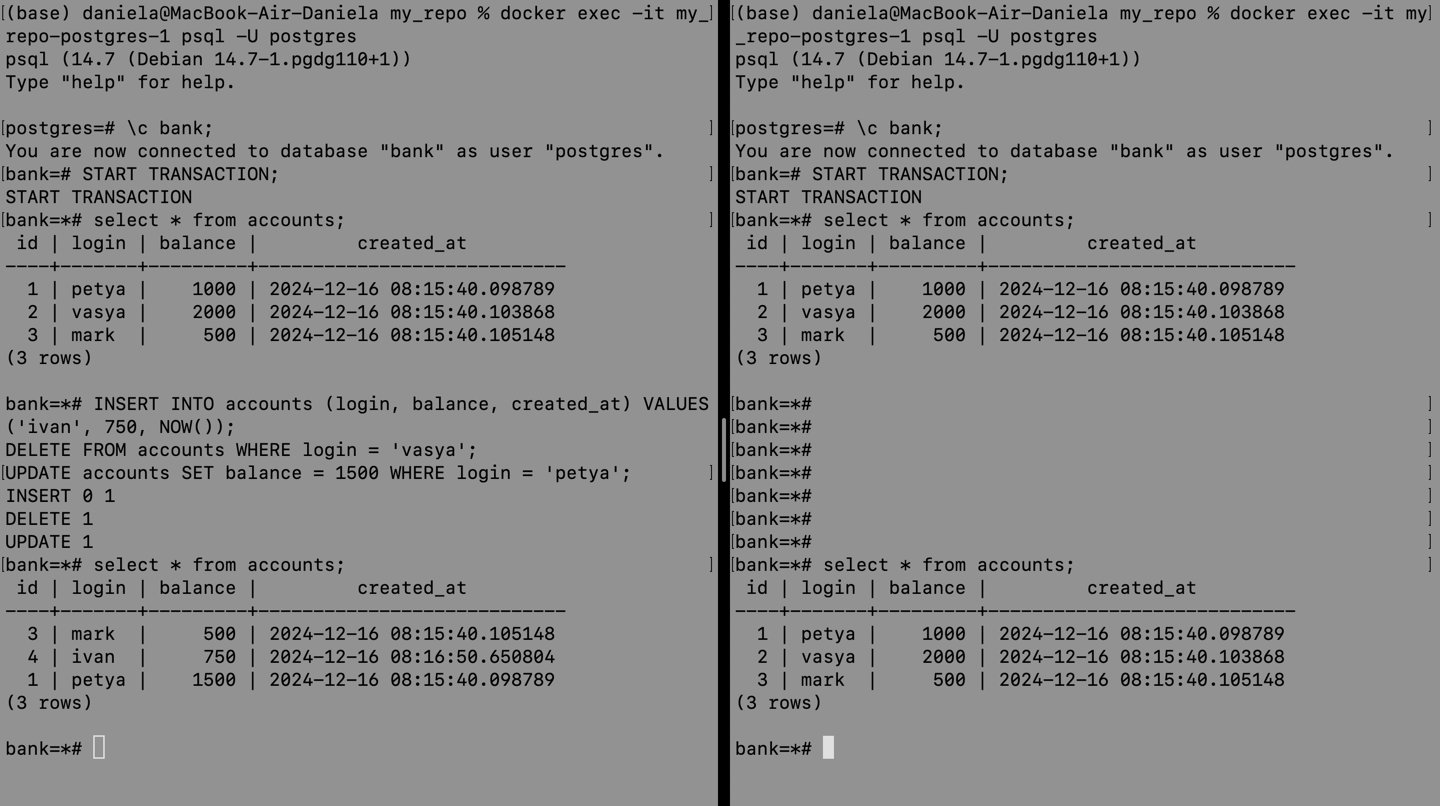 [(base) daniela@MacBook-Air-Daniela my_repo % docker exec -it my_]
repo-postgres-1 psql -U postgres
psql (14.7 (Debian 14.7-1.pgdg110+1))
Type "help" for help.
[postgres=# \c bank; ]
You are now connected to database "bank" as user "postgres".
[bank=# START TRANSACTION; ]
START TRANSACTION
[bank=*# select * from accounts; ]
 id | login | balance |         created_at
----+-------+---------+----------------------------
  1 | petya |    1000 | 2024-12-16 08:15:40.098789
  2 | vasya |    2000 | 2024-12-16 08:15:40.103868
  3 | mark  |     500 | 2024-12-16 08:15:40.105148
(3 rows)
bank=*# INSERT INTO accounts (login, balance, created_at) VALUES
('ivan', 750, NOW());
DELETE FROM accounts WHERE login = 'vasya';
[UPDATE accounts SET balance = 1500 WHERE login = 'petya'; ]
INSERT 0 1
DELETE 1
UPDATE 1
[bank=*# select * from accounts; ]
 id | login | balance |         created_at
----+-------+---------+----------------------------
  3 | mark  |     500 | 2024-12-16 08:15:40.105148
  4 | ivan  |     750 | 2024-12-16 08:16:50.650804
  1 | petya |    1500 | 2024-12-16 08:15:40.098789
(3 rows)
bank=*#
[(base) daniela@MacBook-Air-Daniela my_repo % docker exec -it my]
_repo-postgres-1 psql -U postgres
psql (14.7 (Debian 14.7-1.pgdg110+1))
Type "help" for help.
[postgres=# \c bank; ]
You are now connected to database "bank" as user "postgres".
[bank=# START TRANSACTION; ]
START TRANSACTION
[bank=*# select * from accounts; ]
 id | login | balance |         created_at
----+-------+---------+----------------------------
  1 | petya |    1000 | 2024-12-16 08:15:40.098789
  2 | vasya |    2000 | 2024-12-16 08:15:40.103868
  3 | mark  |     500 | 2024-12-16 08:15:40.105148
(3 rows)
[bank=*# ]
[bank=*# ]
[bank=*# ]
[bank=*# ]
[bank=*# ]
[bank=*# ]
[bank=*# ]
[bank=*# select * from accounts; ]
 id | login | balance |         created_at
----+-------+---------+----------------------------
  1 | petya |    1000 | 2024-12-16 08:15:40.098789
  2 | vasya |    2000 | 2024-12-16 08:15:40.103868
  3 | mark  |     500 | 2024-12-16 08:15:40.105148
(3 rows)
bank=*#